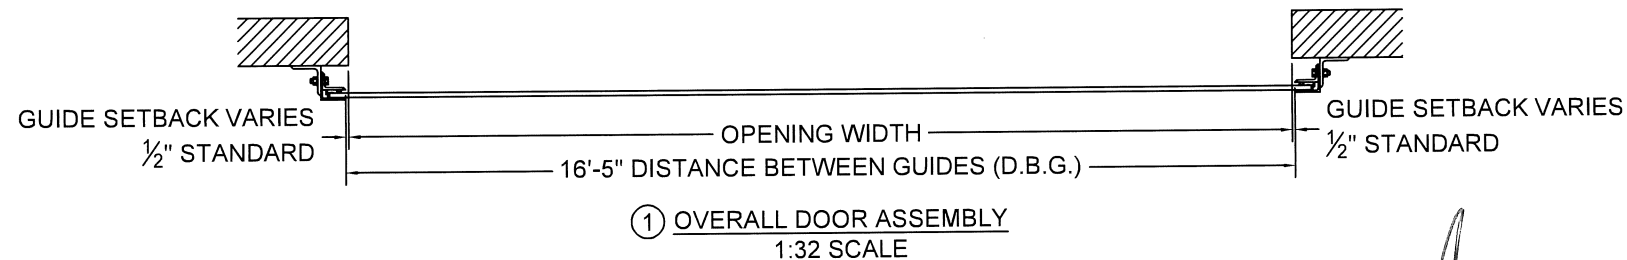 GUIDE SETBACK VARIES
½" STANDARD
OPENING WIDTH
16'-5" DISTANCE BETWEEN GUIDES (D.B.G.)
GUIDE SETBACK VARIES
½" STANDARD
1 OVERALL DOOR ASSEMBLY
1:32 SCALE